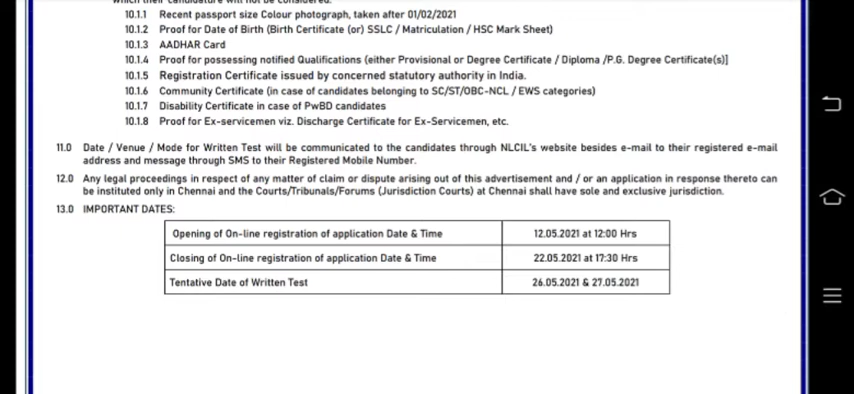 which their candidature will not be considered.
10.1.1 Recent passport size Colour photograph, taken after 01/02/2021
10.1.2 Proof for Date of Birth (Birth Certificate (or) SSLC / Matriculation / HSC Mark Sheet)
10.1.3 AADHAR Card
10.1.4 Proof for possessing notified Qualifications (either Provisional or Degree Certificate / Diploma /P.G. Degree Certificate(s)]
10.1.5 Registration Certificate issued by concerned statutory authority in India.
10.1.6 Community Certificate (in case of candidates belonging to SC/ST/OBC-NCL / EWS categories)
10.1.7 Disability Certificate in case of PwBD candidates
10.1.8 Proof for Ex-servicemen viz. Discharge Certificate for Ex-Servicemen, etc.
11.0 Date / Venue / Mode for Written Test will be communicated to the candidates through NLCIL's website besides e-mail to their registered e-mail
address and message through SMS to their Registered Mobile Number.
12.0 Any legal proceedings in respect of any matter of claim or dispute arising out of this advertisement and / or an application in response thereto can
be instituted only in Chennai and the Courts/Tribunals/Forums (Jurisdiction Courts) at Chennai shall have sole and exclusive jurisdiction.
13.0 IMPORTANT DATES:
Opening of On-line registration of application Date & Time 12.05.2021 at 12:00 Hrs
Closing of On-line registration of application Date & Time 22.05.2021 at 17:30 Hrs
Tentative Date of Written Test 26.05.2021 & 27.05.2021